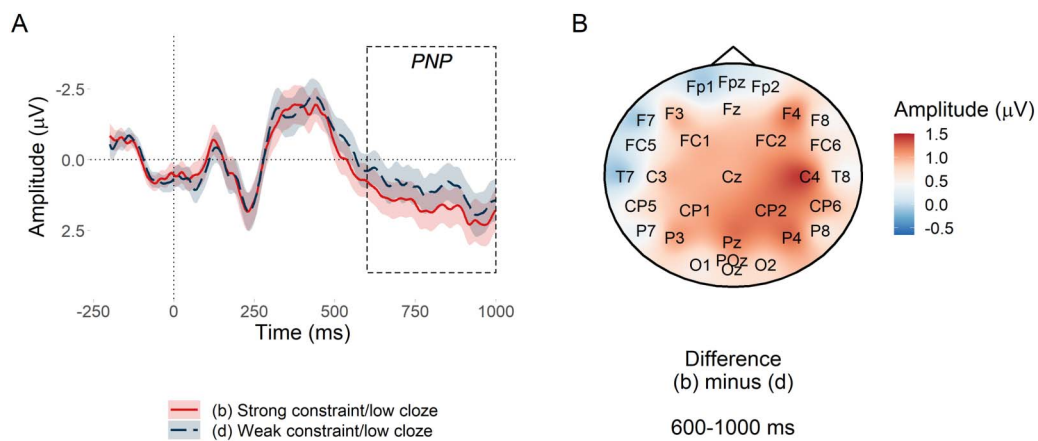 A
Amplitude (μV)
-2.5
0.0
2.5
PNP
-250
0
250
500
750
1000
Time (ms)
(b) Strong constraint/low cloze
(d) Weak constraint/low cloze
B
Fp1 Fpz Fp2
F7 F3 Fz F4 F8
FC5 FC1 FC2 FC6
T7 C3 Cz C4 T8
CP5 CP1 CP2 CP6
P7 P3 Pz P4 P8
O1 POz O2
Oz
Amplitude (μV)
1.5
1.0
0.5
0.0
-0.5
Difference
(b) minus (d)
600-1000 ms